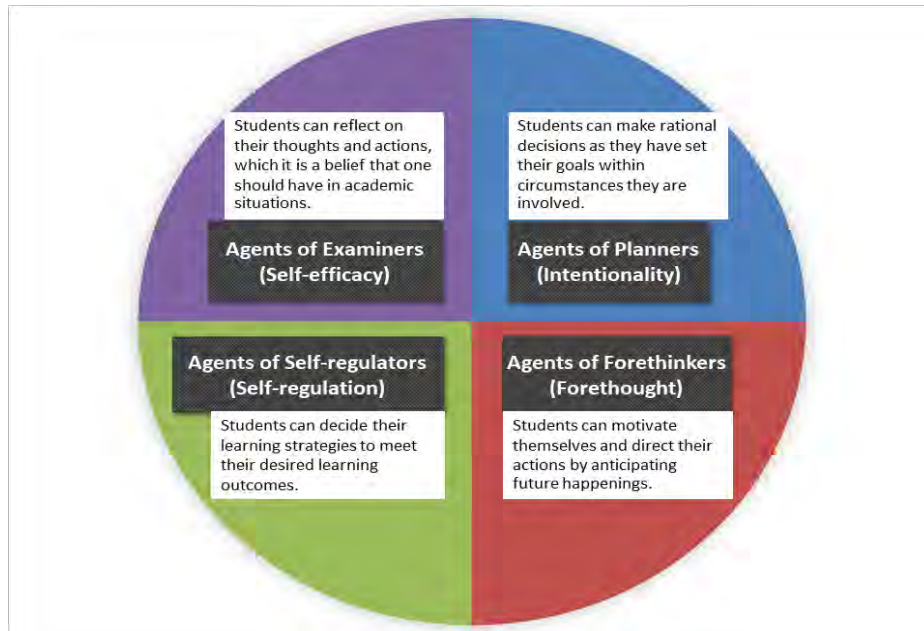 Students can reflect on
their thoughts and actions,
which it is a belief that one
should have in academic
situations.
Agents of Examiners
(Self-efficacy)
Students can make rational
decisions as they have set
their goals within
circumstances they are
involved.
Agents of Planners
(Intentionality)
Agents of Self-regulators
(Self-regulation)
Students can decide their
learning strategies to meet
their desired learning
outcomes.
Agents of Forethinkers
(Forethought)
Students can motivate
themselves and direct their
actions by anticipating
future happenings.